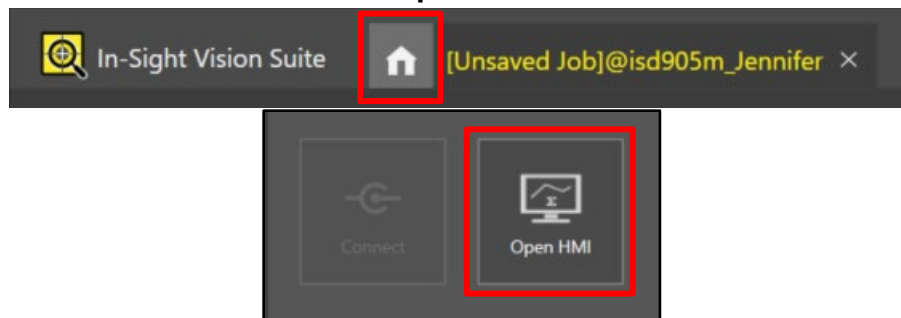 In-Sight Vision Suite
[Unsaved Job]@isd905m_Jennifer ×
Connect
Open HMI